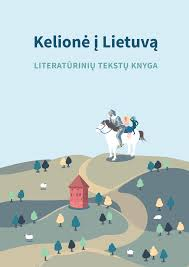 Kelionė į Lietuvą
LITERATŪRINIŲ TEKSTŲ KNYGA